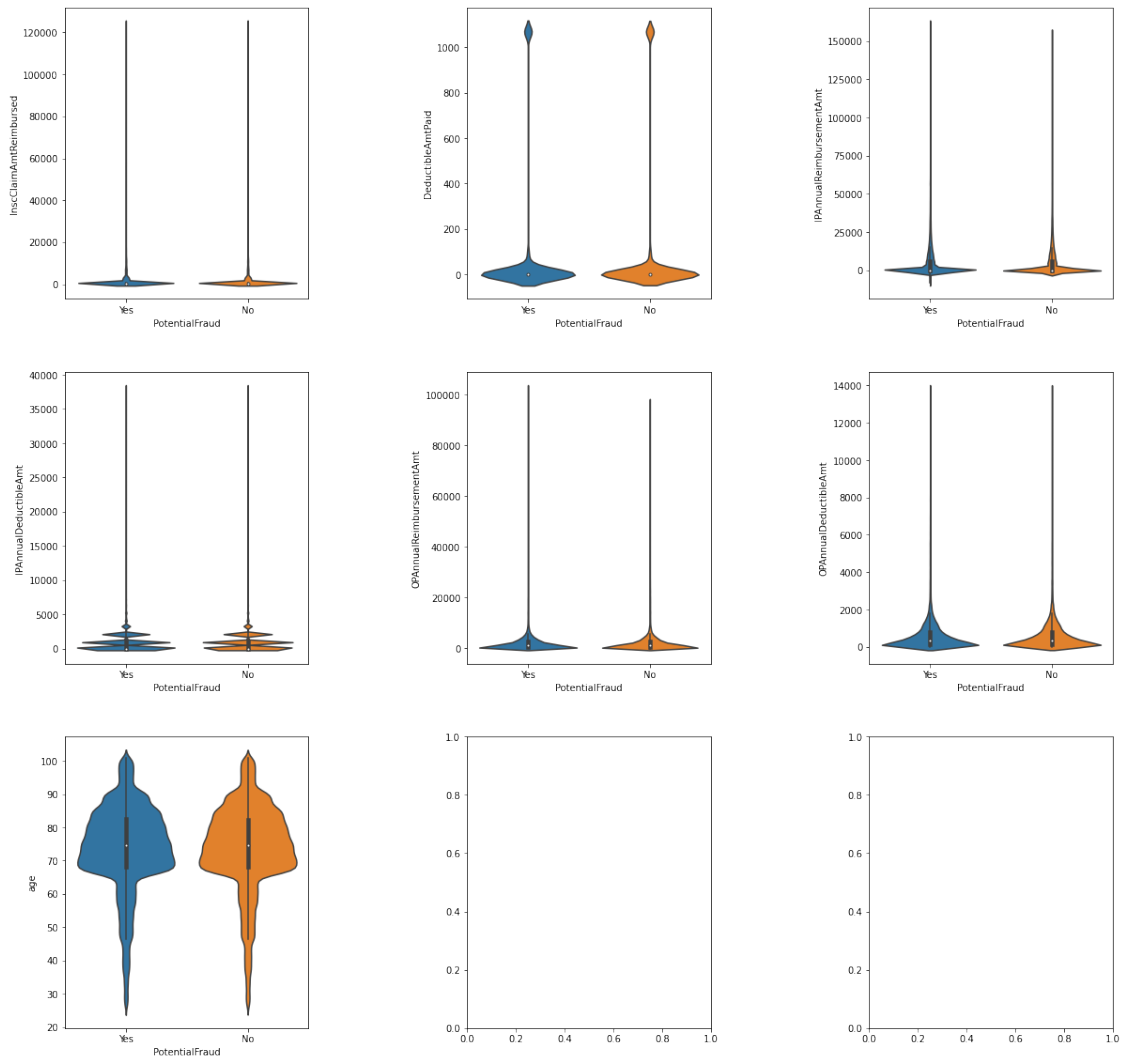 InscClaimAmtReimbursed
120000
100000
80000
60000
40000
20000
0
Yes No
PotentialFraud
DeductibleAmtPaid
1000
800
600
400
200
0
Yes No
PotentialFraud
IPAnnualReimbursementAmt
150000
125000
100000
75000
50000
25000
0
Yes No
PotentialFraud
IPAnnualDeductibleAmt
40000
35000
30000
25000
20000
15000
10000
5000
0
Yes No
PotentialFraud
OPAnnualReimbursementAmt
100000
80000
60000
40000
20000
0
Yes No
PotentialFraud
OPAnnualDeductibleAmt
14000
12000
10000
8000
6000
4000
2000
0
Yes No
PotentialFraud
age
100
90
80
70
60
50
40
30
20
Yes No
PotentialFraud
1.0
0.8
0.6
0.4
0.2
0.0
0.0 0.2 0.4 0.6 0.8 1.0
1.0
0.8
0.6
0.4
0.2
0.0
0.0 0.2 0.4 0.6 0.8 1.0